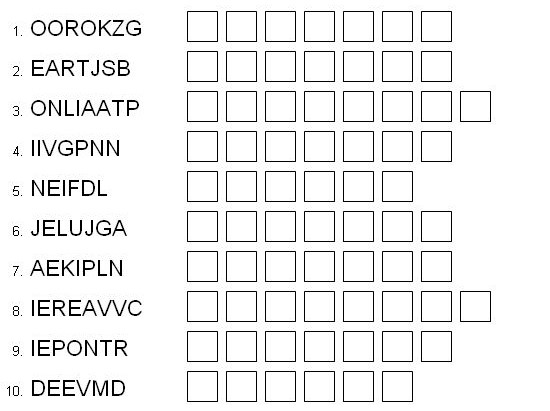 1. OOROKZG
2. EARTJSB
3. ONLIAATP
4. IIVGPNN
5. NEIFDL
6. JELUJGA
7. AEKIPLN
8. IEREAVVC
9. IEPONTR
10. DEEVMD